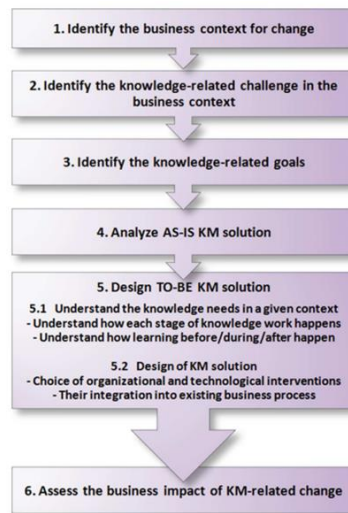 1. Identify the business context for change
2. Identify the knowledge-related challenge in the
business context
3. Identify the knowledge-related goals
4. Analyze AS-IS KM solution
5. Design TO-BE KM solution
5.1 Understand the knowledge needs in a given context
- Understand how each stage of knowledge work happens
- Understand how learning before/during/after happen
5.2 Design of KM solution
- Choice of organizational and technological interventions
- Their integration into existing business process
6. Assess the business impact of KM-related change